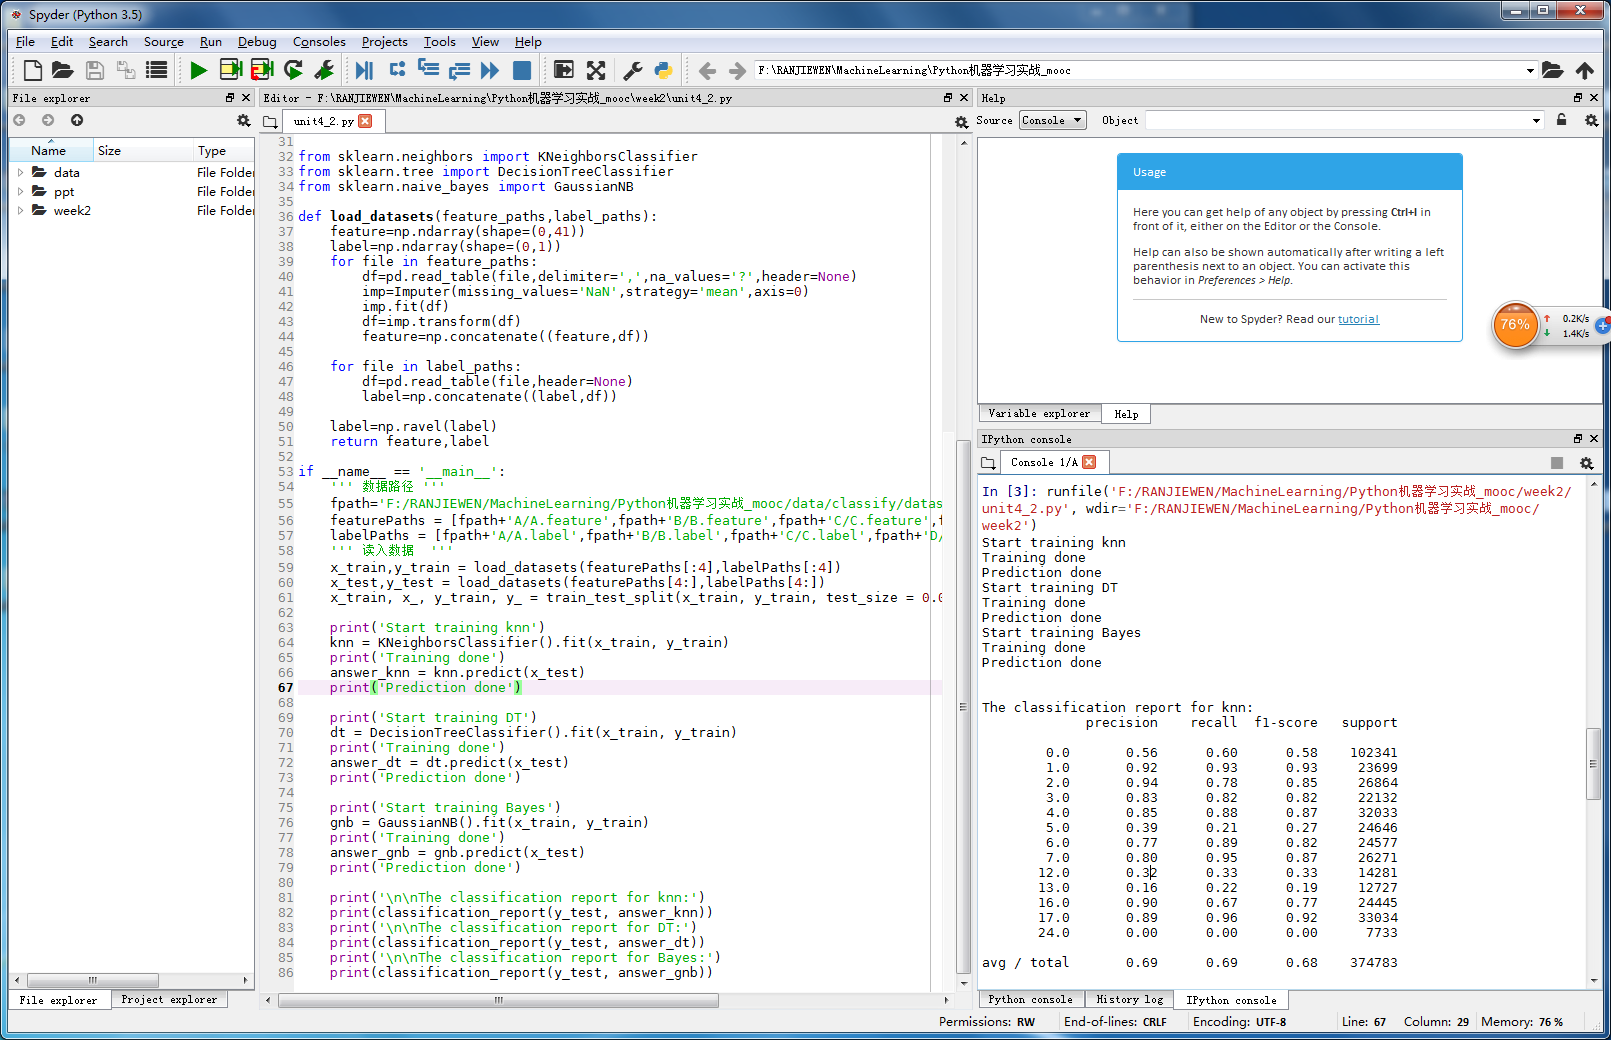 Spyder (Python 3.5)
File Edit Search Source Run Debug Consoles Projects Tools View Help
F:\RANJIEWEN\MachineLearning\Python机器学习实战_mooc
File explorer
Name Size Type
data File Folder
ppt File Folder
week2 File Folder
File explorer Project explorer
Editor - F:\RANJIEWEN\MachineLearning\Python机器学习实战_mooc\week2\unit4_2.py
unit4_2.py
31
32 from sklearn.neighbors import KNeighborsClassifier
33 from sklearn.tree import DecisionTreeClassifier
34 from sklearn.naive_bayes import GaussianNB
35
36 def load_datasets(feature_paths,label_paths):
37     feature=np.ndarray(shape=(0,41))
38     label=np.ndarray(shape=(0,1))
39     for file in feature_paths:
40         df=pd.read_table(file,delimiter=',',na_values='?',header=None)
41         imp=Imputer(missing_values='NaN',strategy='mean',axis=0)
42         imp.fit(df)
43         df=imp.transform(df)
44         feature=np.concatenate((feature,df))
45
46     for file in label_paths:
47         df=pd.read_table(file,header=None)
48         label=np.concatenate((label,df))
49
50     label=np.ravel(label)
51     return feature,label
52
53 if __name__ == '__main__':
54     ''' 数据路径 '''
55     fpath='F:/RANJIEWEN/MachineLearning/Python机器学习实战_mooc/data/classify/datas
56     featurePaths = [fpath+'A/A.feature',fpath+'B/B.feature',fpath+'C/C.feature',f
57     labelPaths = [fpath+'A/A.label',fpath+'B/B.label',fpath+'C/C.label',fpath+'D/
58     ''' 读入数据  '''
59     x_train,y_train = load_datasets(featurePaths[:4],labelPaths[:4])
60     x_test,y_test = load_datasets(featurePaths[4:],labelPaths[4:])
61     x_train, x_, y_train, y_ = train_test_split(x_train, y_train, test_size = 0.0
62
63     print('Start training knn')
64     knn = KNeighborsClassifier().fit(x_train, y_train)
65     print('Training done')
66     answer_knn = knn.predict(x_test)
67     print('Prediction done')
68
69     print('Start training DT')
70     dt = DecisionTreeClassifier().fit(x_train, y_train)
71     print('Training done')
72     answer_dt = dt.predict(x_test)
73     print('Prediction done')
74
75     print('Start training Bayes')
76     gnb = GaussianNB().fit(x_train, y_train)
77     print('Training done')
78     answer_gnb = gnb.predict(x_test)
79     print('Prediction done')
80
81     print('\n\nThe classification report for knn:')
82     print(classification_report(y_test, answer_knn))
83     print('\n\nThe classification report for DT:')
84     print(classification_report(y_test, answer_dt))
85     print('\n\nThe classification report for Bayes:')
86     print(classification_report(y_test, answer_gnb))
Help
Source Console Object
Usage
Here you can get help of any object by pressing Ctrl+I in
front of it, either on the Editor or the Console.
Help can also be shown automatically after writing a left
parenthesis next to an object. You can activate this
behavior in Preferences > Help.
New to Spyder? Read our tutorial
76% 0.2K/s
1.4K/s
Variable explorer Help
IPython console
Console 1/A
In [3]: runfile('F:/RANJIEWEN/MachineLearning/Python机器学习实战_mooc/week2/
unit4_2.py', wdir='F:/RANJIEWEN/MachineLearning/Python机器学习实战_mooc/
week2')
Start training knn
Training done
Prediction done
Start training DT
Training done
Prediction done
Start training Bayes
Training done
Prediction done
The classification report for knn:
precision recall f1-score support
0.0 0.56 0.60 0.58 102341
1.0 0.92 0.93 0.93 23699
2.0 0.94 0.78 0.85 26864
3.0 0.83 0.82 0.82 22132
4.0 0.85 0.88 0.87 32033
5.0 0.39 0.21 0.27 24646
6.0 0.77 0.89 0.82 24577
7.0 0.80 0.95 0.87 26271
12.0 0.32 0.33 0.33 14281
13.0 0.16 0.22 0.19 12727
16.0 0.90 0.67 0.77 24445
17.0 0.89 0.96 0.92 33034
24.0 0.00 0.00 0.00 7733
avg / total 0.69 0.69 0.68 374783
Python console History log IPython console
Permissions: RW End-of-lines: CRLF Encoding: UTF-8 Line: 67 Column: 29 Memory: 76 %